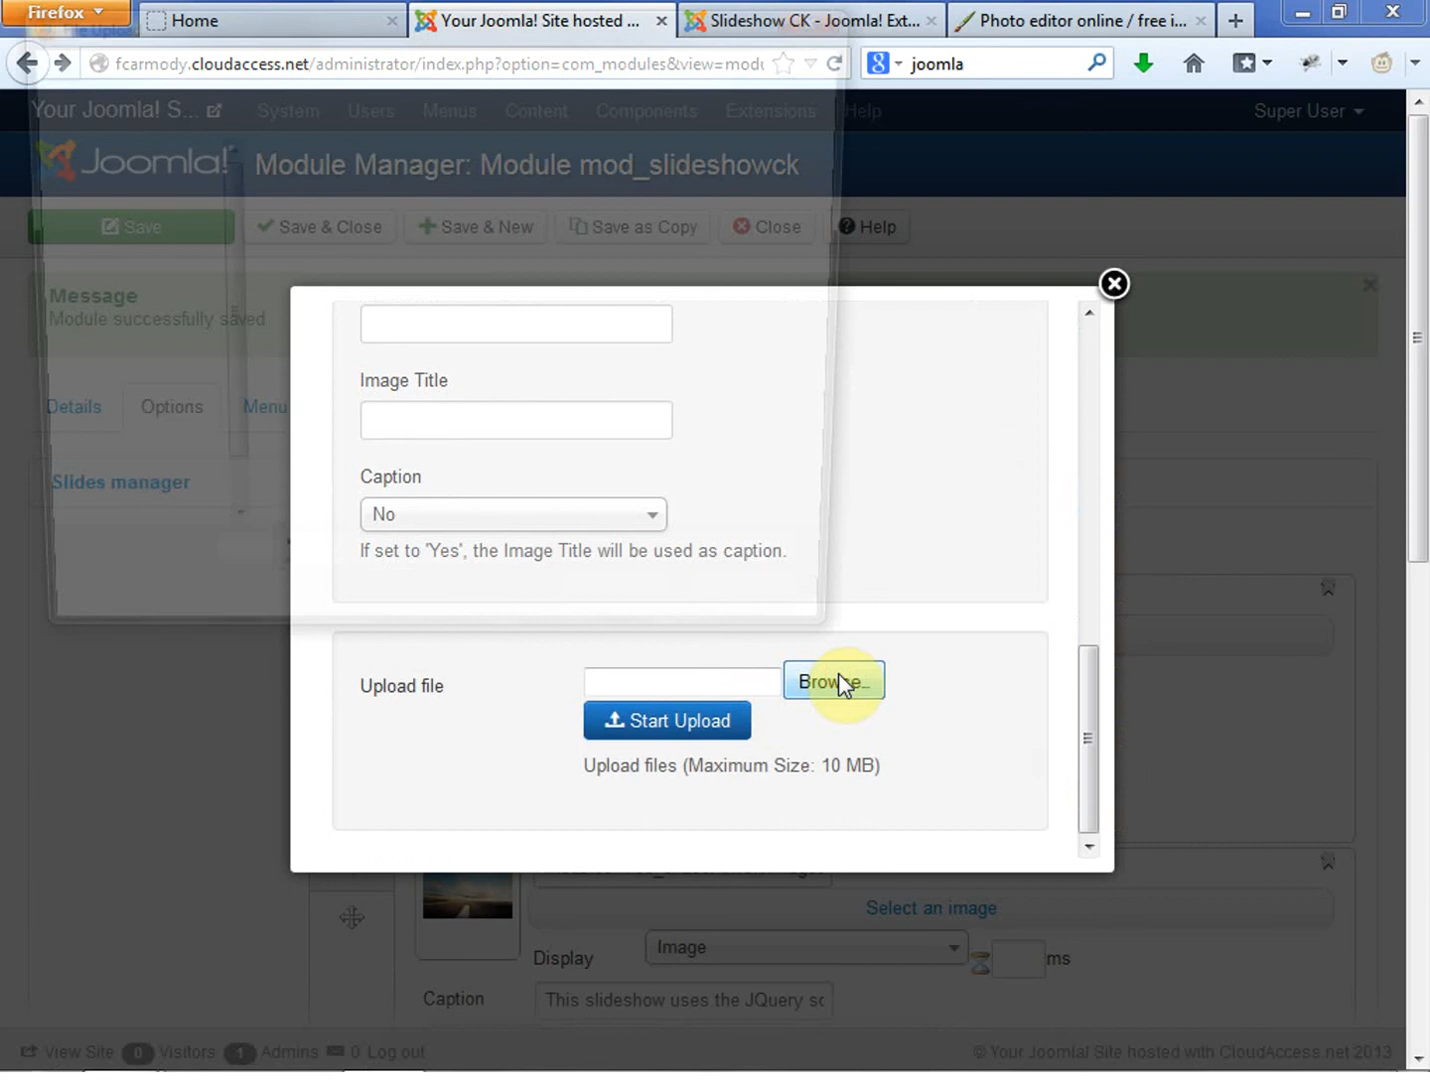 Firefox
Home
Your Joomla! Site hosted ...
Slideshow CK - Joomla! Ext...
Photo editor online / free i...
File Upload
fcarmody.cloudaccess.net/administrator/index.php?option=com_modules&view=modu
joomla
Your Joomla! S...
System
Users
Menus
Content
Components
Extensions
Help
Super User
Joomla!
Module Manager: Module mod_slideshowck
Save
Save & Close
Save & New
Save as Copy
Close
Help
Message
Module successfully saved
Details
Options
Menu
Slides manager
Image Title
Caption
No
If set to 'Yes', the Image Title will be used as caption.
Upload file
Browse...
Start Upload
Upload files (Maximum Size: 10 MB)
Select an image
Display
Image
ms
Caption
This slideshow uses the JQuery sc
View Site
0
Visitors
1
Admins
0
Log out
© Your Joomla! Site hosted with CloudAccess.net 2013